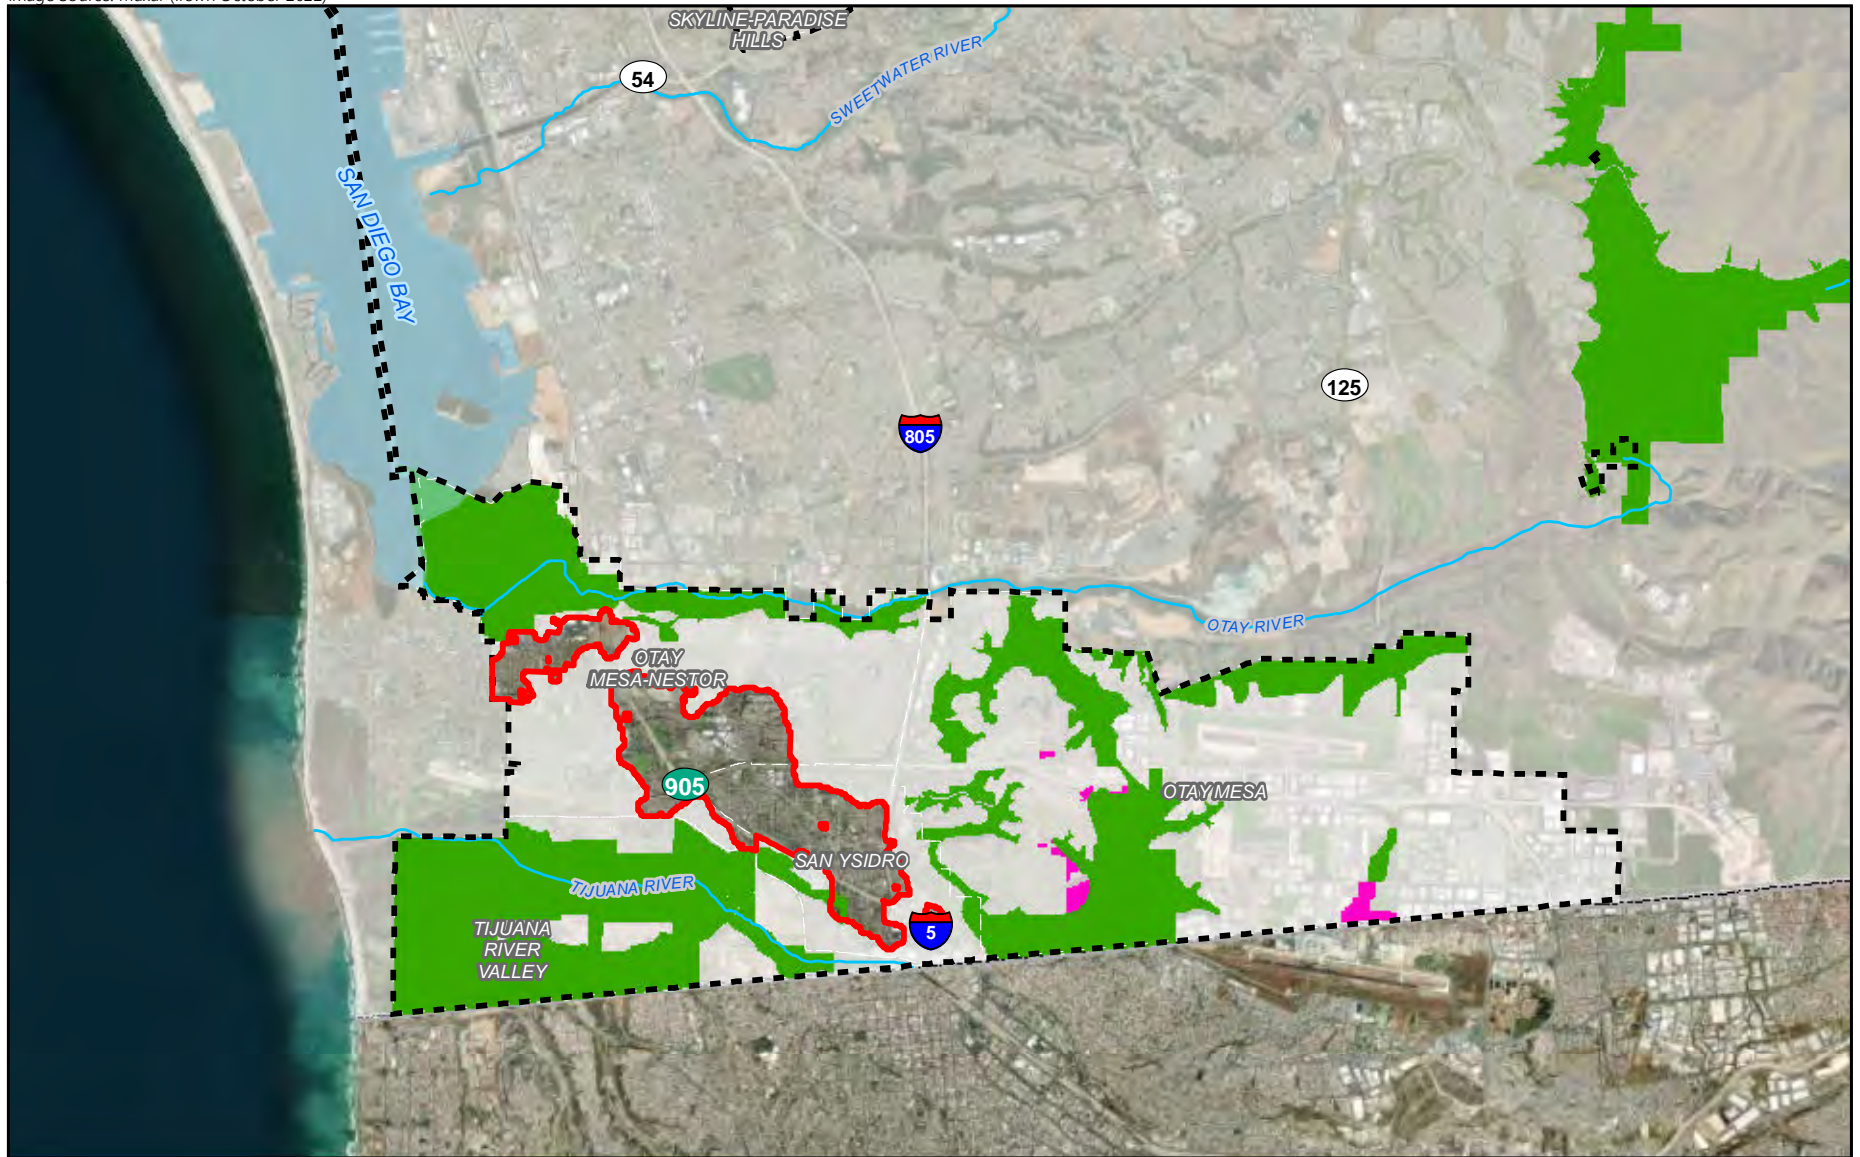 SKYLINE-PARADISE
HILLS
54
SWEETWATER RIVER
SAN DIEGO BAY
125
805
OTAY RIVER
OTAY
MESA-NESTOR
905
OTAY MESA
SAN YSIDRO
TIJUANA RIVER
5
TIJUANA
RIVER
VALLEY